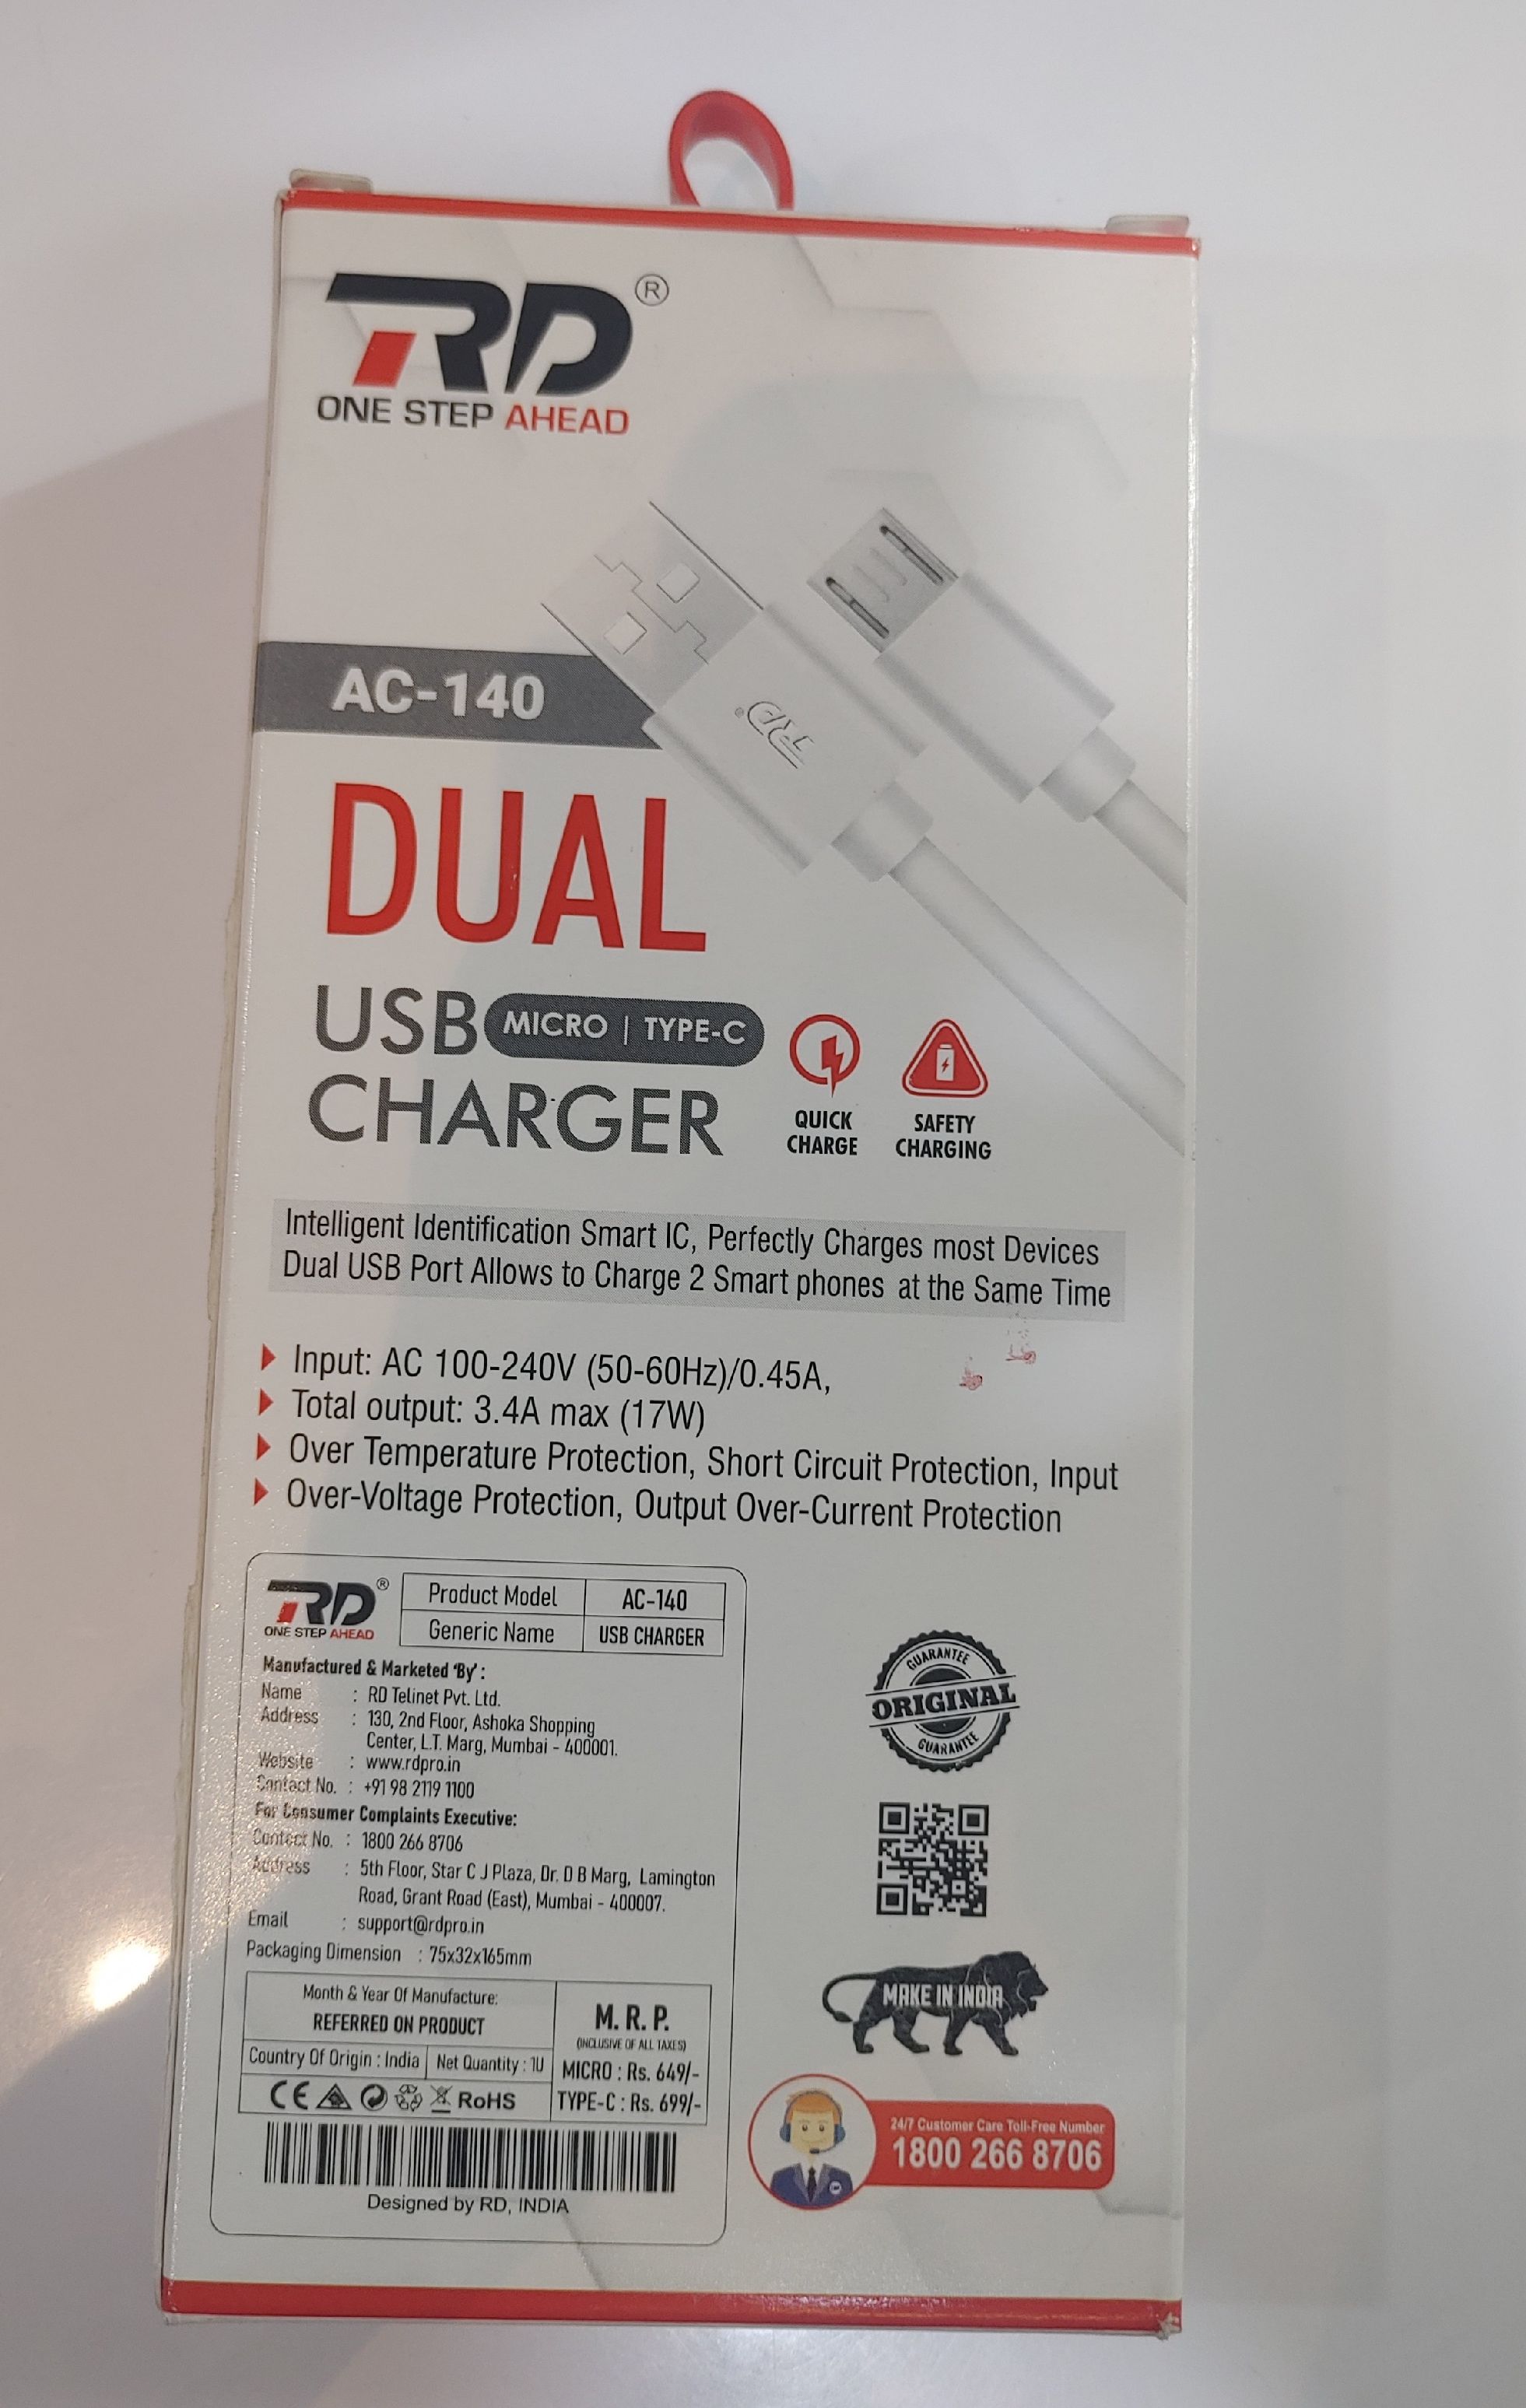 RD®
ONE STEP AHEAD
RD®
AC-140
DUAL
USB MICRO | TYPE-C
CHARGER
QUICK
CHARGE
SAFETY
CHARGING
Intelligent Identification Smart IC, Perfectly Charges most Devices
Dual USB Port Allows to Charge 2 Smart phones at the Same Time
Input: AC 100-240V (50-60Hz)/0.45A,
Total output: 3.4A max (17W)
Over Temperature Protection, Short Circuit Protection, Input
Over-Voltage Protection, Output Over-Current Protection
RD®
ONE STEP AHEAD
Product Model AC-140
Generic Name USB CHARGER
Manufactured & Marketed 'By' :
Name : RD Telinet Pvt. Ltd.
Address : 130, 2nd Floor, Ashoka Shopping
Center, L.T. Marg, Mumbai - 400001.
Website : www.rdpro.in
Contact No. : +91 98 2119 1100
For Consumer Complaints Executive:
Contact No. : 1800 266 8706
Address : 5th Floor, Star C J Plaza, Dr. D B Marg, Lamington
Road, Grant Road (East), Mumbai - 400007.
Email : support@rdpro.in
Packaging Dimension : 75x32x165mm
Month & Year Of Manufacture:
REFERRED ON PRODUCT
Country Of Origin : India
Net Quantity : 1U
M. R. P.
(INCLUSIVE OF ALL TAXES)
MICRO : Rs. 649/-
TYPE-C : Rs. 699/-
CE RoHS
Designed by RD, INDIA
GUARANTEE
ORIGINAL
GUARANTEE
MAKE IN INDIA
24/7 Customer Care Toll-Free Number
1800 266 8706